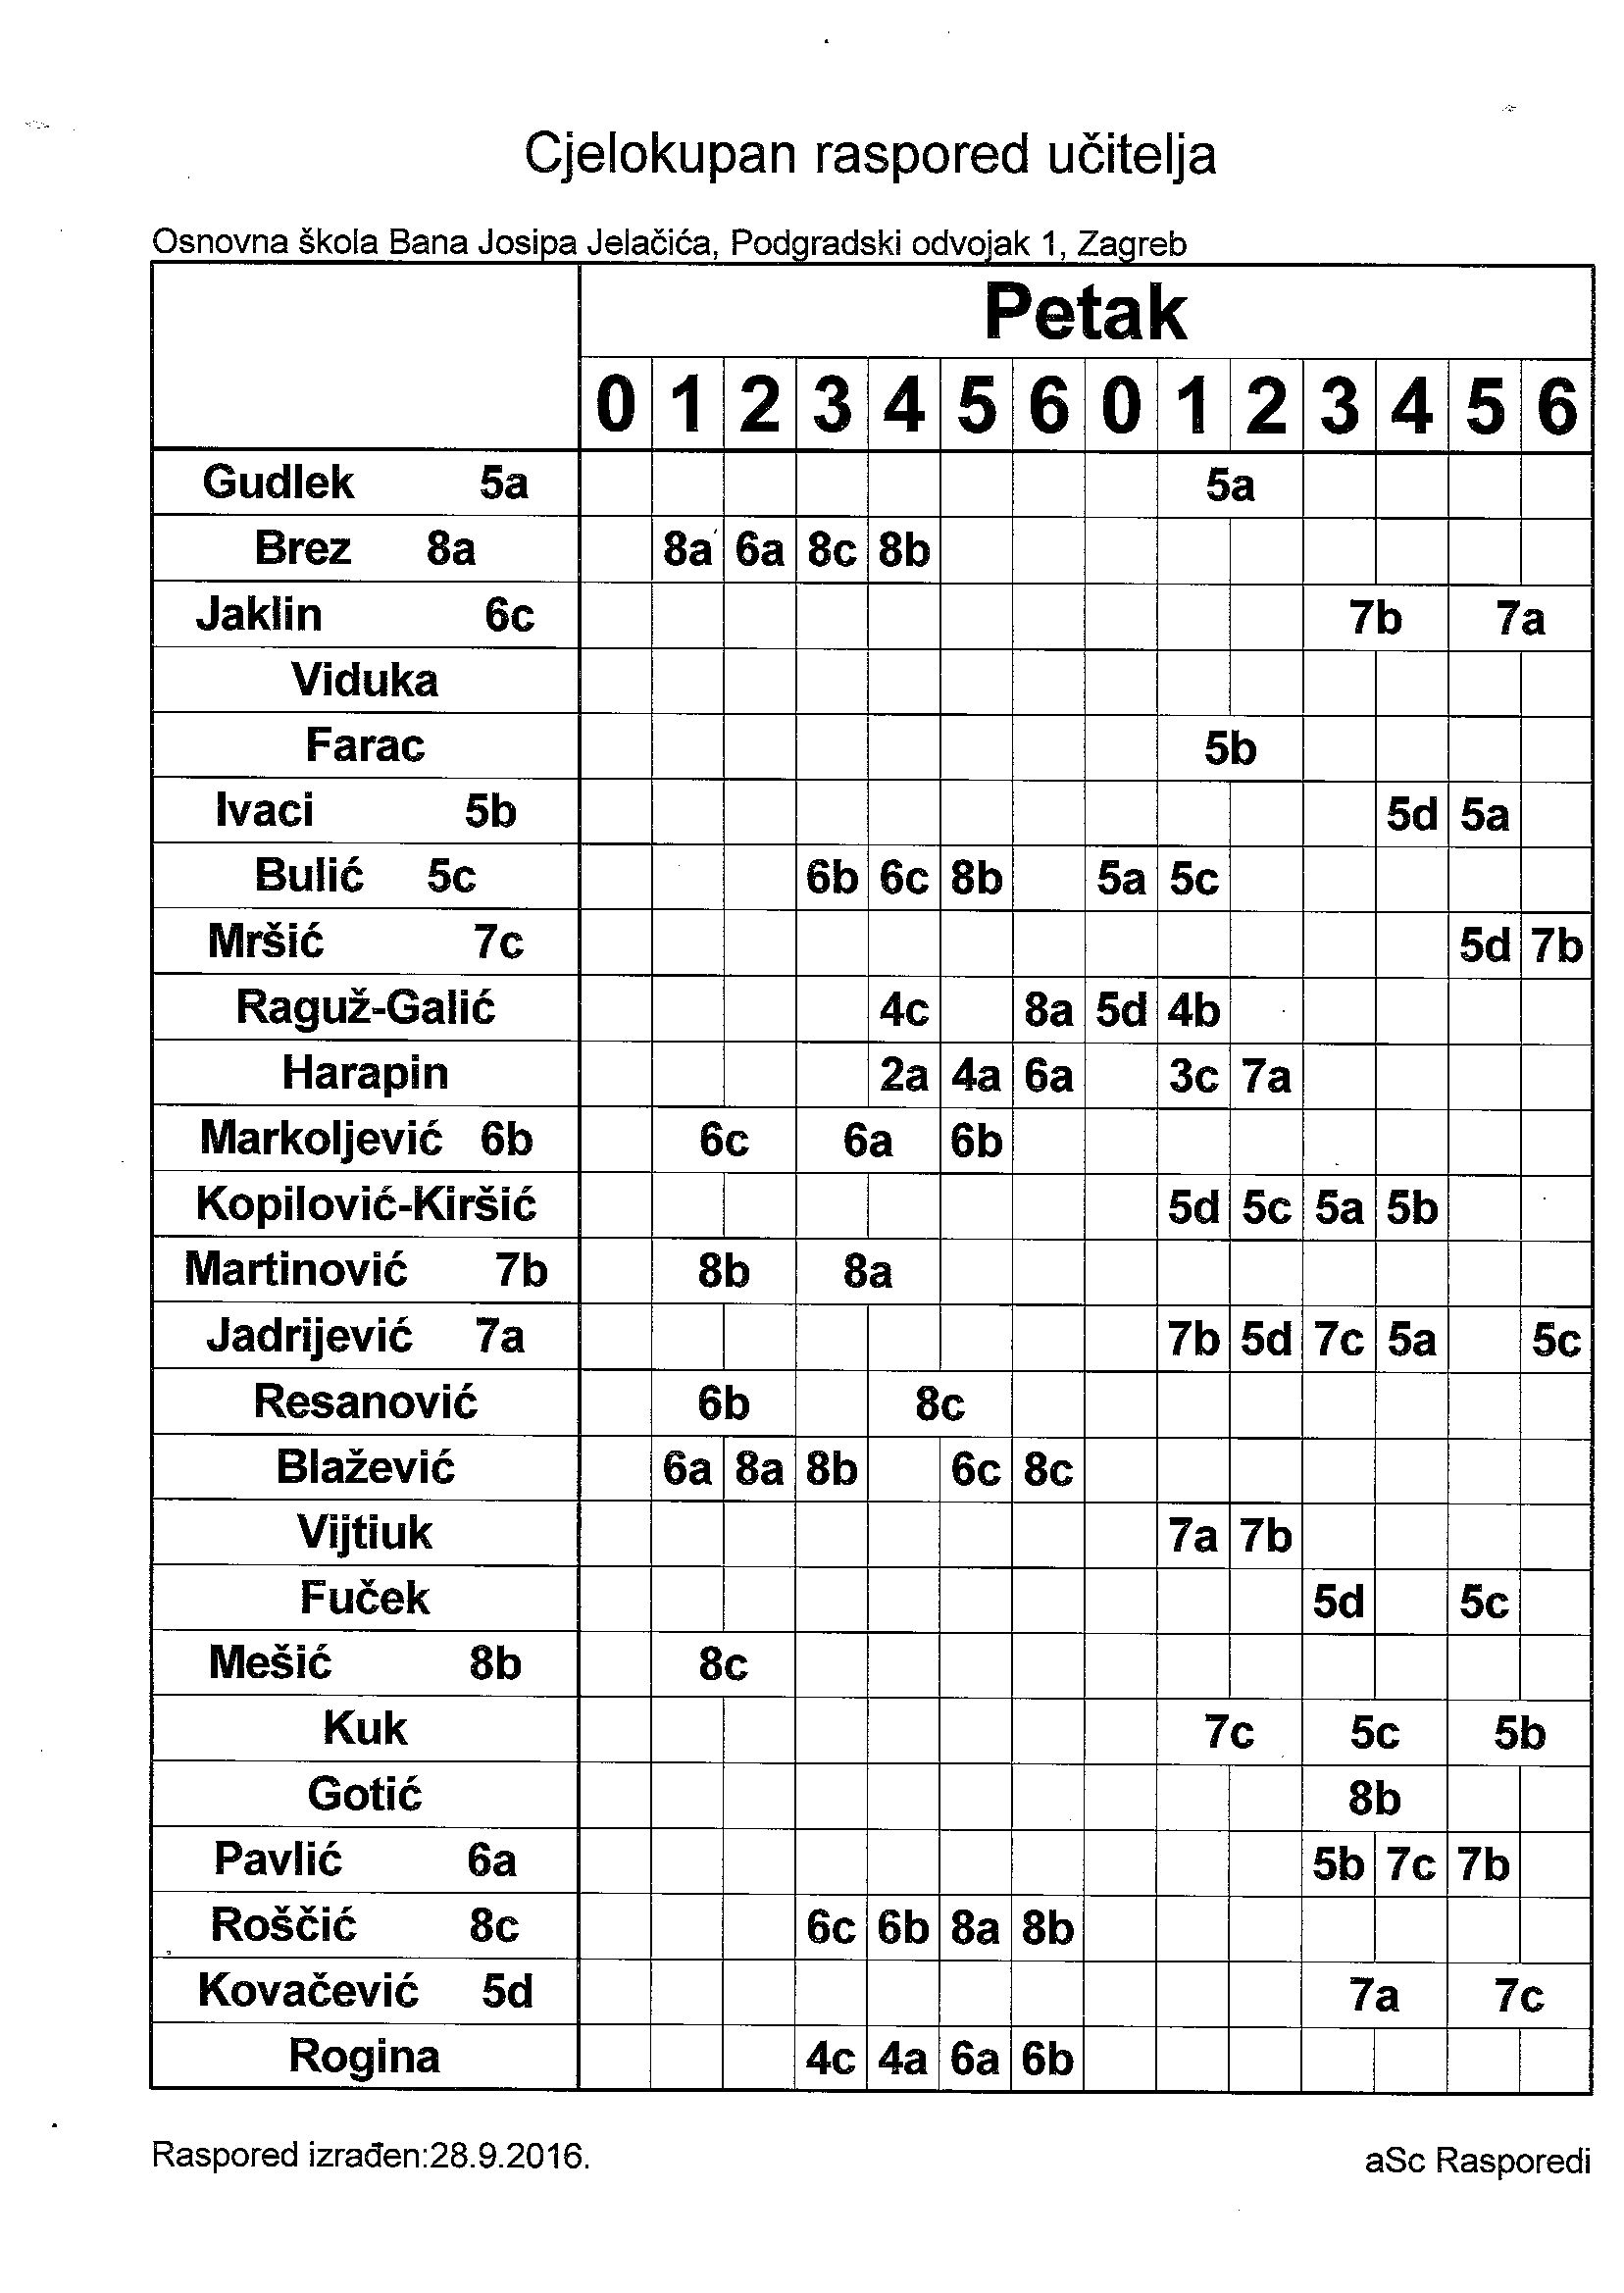 Cjelokupan raspored učitelja
Osnovna škola Bana Josipa Jelačića, Podgradski odvojak 1, Zagreb
Petak
0 1 2 3 4 5 6 0 1 2 3 4 5 6
Gudlek 5a 5a
Brez 8a 8a 6a 8c 8b
Jaklin 6c 7b 7a
Viduka
Farac 5b
Ivaci 5b 5d 5a
Bulić 5c 6b 6c 8b 5a 5c
Mršić 7c 5d 7b
Raguž-Galić 4c 8a 5d 4b
Harapin 2a 4a 6a 3c 7a
Markoljević 6b 6c 6a 6b
Kopilović-Kiršić 5d 5c 5a 5b
Martinović 7b 8b 8a
Jadrijević 7a 7b 5d 7c 5a 5c
Resanović 6b 8c
Blažević 6a 8a 8b 6c 8c
Vijtiuk 7a 7b
Fuček 5d 5c
Mešić 8b 8c
Kuk 7c 5c 5b
Gotić 8b
Pavlić 6a 5b 7c 7b
Roščić 8c 6c 6b 8a 8b
Kovačević 5d 7a 7c
Rogina 4c 4a 6a 6b
Raspored izrađen:28.9.2016. aSc Rasporedi